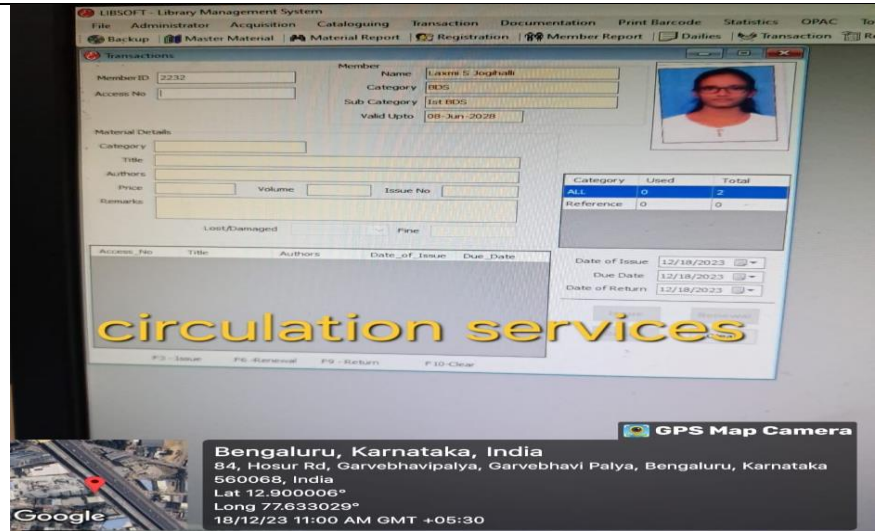 LIBSOFT - Library Management System
File Administrator Acquisition Cataloguing Transaction Documentation Print Barcode Statistics OPAC To
Backup Master Material Material Report Registration Member Report Dailies Transaction R
Transactions
Member
MemberID 2232 Name Laxmi S Jogihalli
Access No Category BDS
Sub Category Ist BDS
Valid Upto 08-Jun-2028
Material Details
Category
Title
Authors
Price Volume Issue No
Remarks
Lost/Damaged Fine
Category Used Total
ALL 0 2
Reference 0 0
Access_No Title Authors Date_of_Issue Due_Date
Date of Issue 12/18/2023
Due Date 12/18/2023
Date of Return 12/18/2023
circulation services
F3 - Issue F6 -Renewal F9 - Return F10-Clear
GPS Map Camera
Bengaluru, Karnataka, India
84, Hosur Rd, Garvebhavipalya, Garvebhavi Palya, Bengaluru, Karnataka
560068, India
Lat 12.900006°
Long 77.633029°
18/12/23 11:00 AM GMT +05:30
Google